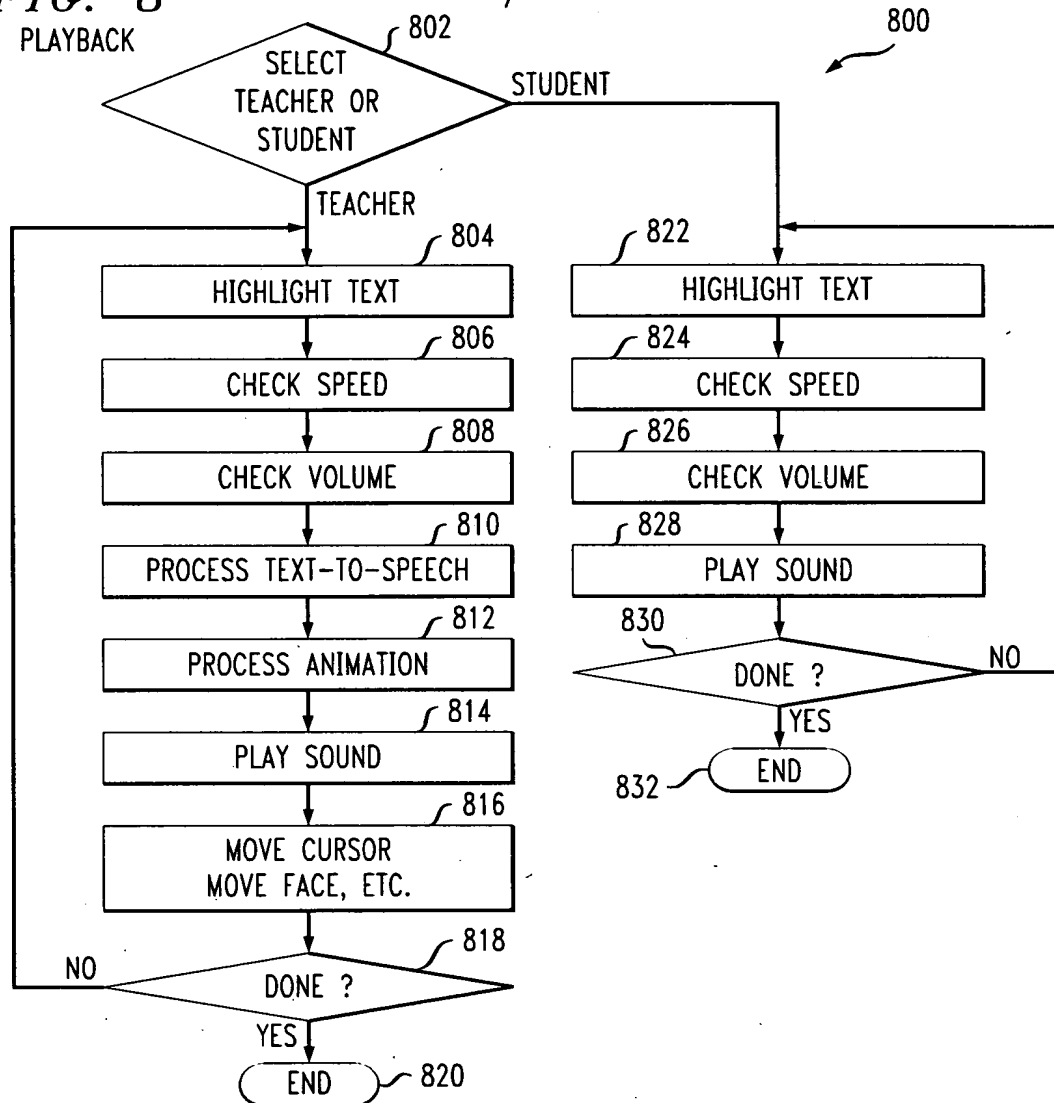 FIG. 8
PLAYBACK
802
800
SELECT
TEACHER OR
STUDENT
STUDENT
TEACHER
804
HIGHLIGHT TEXT
806
CHECK SPEED
808
CHECK VOLUME
810
PROCESS TEXT-TO-SPEECH
812
PROCESS ANIMATION
814
PLAY SOUND
816
MOVE CURSOR
MOVE FACE, ETC.
818
DONE ?
NO
YES
END
820
822
HIGHLIGHT TEXT
824
CHECK SPEED
826
CHECK VOLUME
828
PLAY SOUND
830
DONE ?
NO
YES
END
832